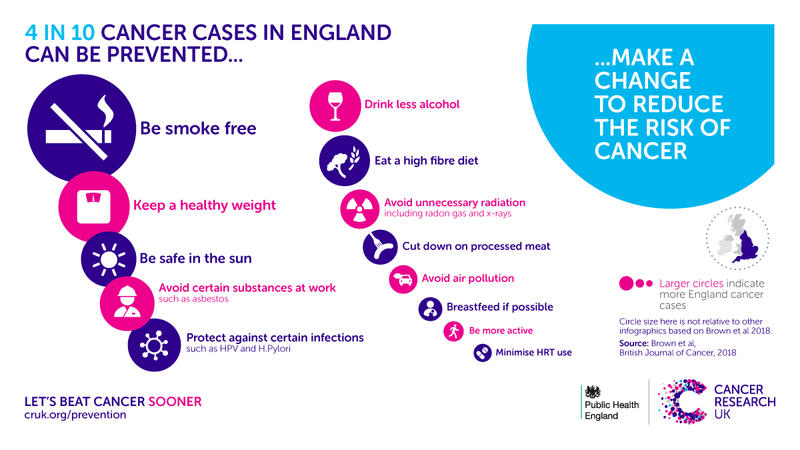 4 IN 10 CANCER CASES IN ENGLAND
CAN BE PREVENTED...
...MAKE A
CHANGE
TO REDUCE
THE RISK OF
CANCER
Be smoke free
Keep a healthy weight
Be safe in the sun
Avoid certain substances at work
such as asbestos
Protect against certain infections
such as HPV and H.Pylori
Drink less alcohol
Eat a high fibre diet
Avoid unnecessary radiation
including radon gas and x-rays
Cut down on processed meat
Avoid air pollution
Breastfeed if possible
Be more active
Minimise HRT use
Larger circles indicate
more England cancer
cases
Circle size here is not relative to other
infographics based on Brown et al 2018.
Source: Brown et al,
British Journal of Cancer, 2018
LET'S BEAT CANCER SOONER
cruk.org/prevention
Public Health
England
CANCER
RESEARCH
UK